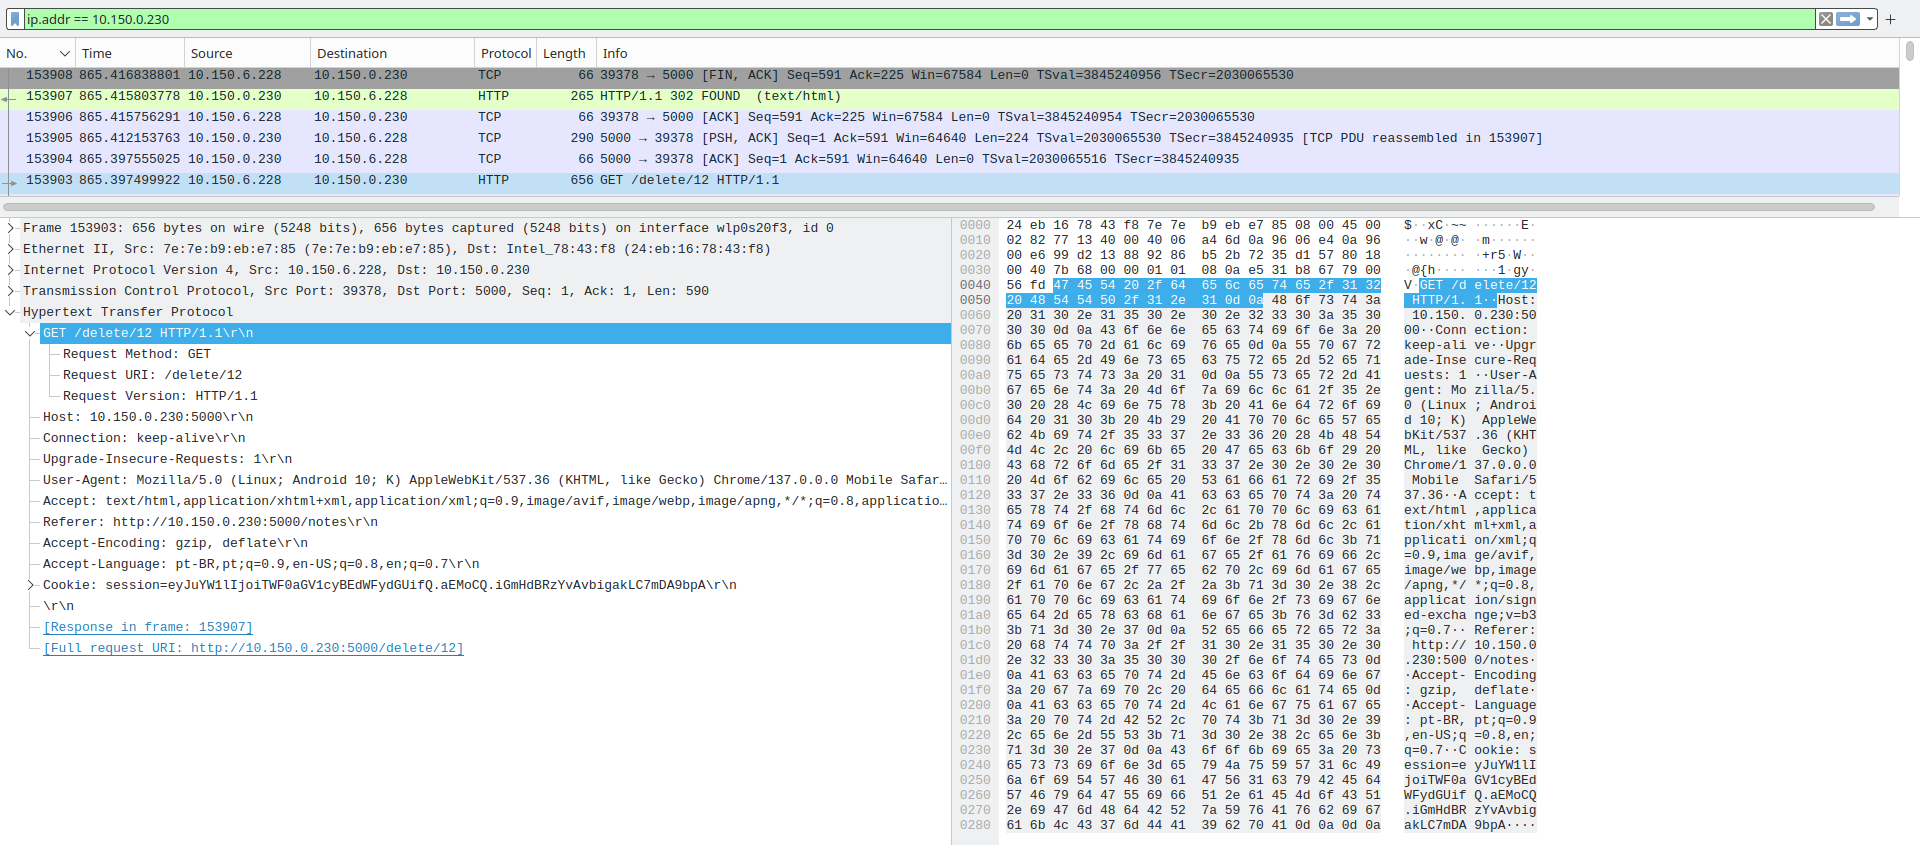 ip.addr == 10.150.0.230
No. Time Source Destination Protocol Length Info
153908 865.416838801 10.150.6.228 10.150.0.230 TCP 66 39378 → 5000 [FIN, ACK] Seq=591 Ack=225 Win=67584 Len=0 TSval=3845240956 TSecr=2030065530
153907 865.415803778 10.150.0.230 10.150.6.228 HTTP 265 HTTP/1.1 302 FOUND  (text/html)
153906 865.415756291 10.150.6.228 10.150.0.230 TCP 66 39378 → 5000 [ACK] Seq=591 Ack=225 Win=67584 Len=0 TSval=3845240954 TSecr=2030065530
153905 865.412153763 10.150.0.230 10.150.6.228 TCP 290 5000 → 39378 [PSH, ACK] Seq=1 Ack=591 Win=64640 Len=224 TSval=2030065530 TSecr=3845240935 [TCP PDU reassembled in 153907]
153904 865.397555025 10.150.0.230 10.150.6.228 TCP 66 5000 → 39378 [ACK] Seq=1 Ack=591 Win=64640 Len=0 TSval=2030065516 TSecr=3845240935
153903 865.397499922 10.150.6.228 10.150.0.230 HTTP 656 GET /delete/12 HTTP/1.1
Frame 153903: 656 bytes on wire (5248 bits), 656 bytes captured (5248 bits) on interface wlp0s20f3, id 0
Ethernet II, Src: 7e:7e:b9:eb:e7:85 (7e:7e:b9:eb:e7:85), Dst: Intel_78:43:f8 (24:eb:16:78:43:f8)
Internet Protocol Version 4, Src: 10.150.6.228, Dst: 10.150.0.230
Transmission Control Protocol, Src Port: 39378, Dst Port: 5000, Seq: 1, Ack: 1, Len: 590
Hypertext Transfer Protocol
GET /delete/12 HTTP/1.1\r\n
Request Method: GET
Request URI: /delete/12
Request Version: HTTP/1.1
Host: 10.150.0.230:5000\r\n
Connection: keep-alive\r\n
Upgrade-Insecure-Requests: 1\r\n
User-Agent: Mozilla/5.0 (Linux; Android 10; K) AppleWebKit/537.36 (KHTML, like Gecko) Chrome/137.0.0.0 Mobile Safar…
Accept: text/html,application/xhtml+xml,application/xml;q=0.9,image/avif,image/webp,image/apng,*/*;q=0.8,applicatio…
Referer: http://10.150.0.230:5000/notes\r\n
Accept-Encoding: gzip, deflate\r\n
Accept-Language: pt-BR,pt;q=0.9,en-US;q=0.8,en;q=0.7\r\n
Cookie: session=eyJuYW1lIjoiTWF0aGV1cyBEdWFydGUifQ.aEMoCQ.iGmHdBRzYvAvbigakLC7mDA9bpA\r\n
\r\n
[Response in frame: 153907]
[Full request URI: http://10.150.0.230:5000/delete/12]
0000 24 eb 16 78 43 f8 7e 7e b9 eb e7 85 08 00 45 00 $··xC·~~ ······E·
0010 02 82 77 13 40 00 40 06 a4 6d 0a 96 06 e4 0a 96 ··w·@·@· ·m······
0020 00 e6 99 d2 13 88 92 86 b5 2b 72 35 d1 57 80 18 ········ ·+r5·W··
0030 00 40 7b 68 00 00 01 01 08 0a e5 31 b8 67 79 00 ·@{h···· ···1·gy·
0040 56 fd 47 45 54 20 2f 64 65 6c 65 74 65 2f 31 32 V·GET /d elete/12
0050 20 48 54 54 50 2f 31 2e 31 0d 0a 48 6f 73 74 3a HTTP/1. 1··Host:
0060 20 31 30 2e 31 35 30 2e 30 2e 32 33 30 3a 35 30 10.150. 0.230:50
0070 30 30 0d 0a 43 6f 6e 6e 65 63 74 69 6f 6e 3a 20 00··Conn ection:
0080 6b 65 65 70 2d 61 6c 69 76 65 0d 0a 55 70 67 72 keep-ali ve··Upgr
0090 61 64 65 2d 49 6e 73 65 63 75 72 65 2d 52 65 71 ade-Inse cure-Req
00a0 75 65 73 74 73 3a 20 31 0d 0a 55 73 65 72 2d 41 uests: 1 ··User-A
00b0 67 65 6e 74 3a 20 4d 6f 7a 69 6c 6c 61 2f 35 2e gent: Mo zilla/5.
00c0 30 20 28 4c 69 6e 75 78 3b 20 41 6e 64 72 6f 69 0 (Linux ; Androi
00d0 64 20 31 30 3b 20 4b 29 20 41 70 70 6c 65 57 65 d 10; K)  AppleWe
00e0 62 4b 69 74 2f 35 33 37 2e 33 36 20 28 4b 48 54 bKit/537 .36 (KHT
00f0 4d 4c 2c 20 6c 69 6b 65 20 47 65 63 6b 6f 29 20 ML, like  Gecko)
0100 43 68 72 6f 6d 65 2f 31 33 37 2e 30 2e 30 2e 30 Chrome/1 37.0.0.0
0110 20 4d 6f 62 69 6c 65 20 53 61 66 61 72 69 2f 35 Mobile  Safari/5
0120 33 37 2e 33 36 0d 0a 41 63 63 65 70 74 3a 20 74 37.36··A ccept: t
0130 65 78 74 2f 68 74 6d 6c 2c 61 70 70 6c 69 63 61 ext/html ,applica
0140 74 69 6f 6e 2f 78 68 74 6d 6c 2b 78 6d 6c 2c 61 tion/xht ml+xml,a
0150 70 70 6c 69 63 61 74 69 6f 6e 2f 78 6d 6c 3b 71 pplicati on/xml;q
0160 3d 30 2e 39 2c 69 6d 61 67 65 2f 61 76 69 66 2c =0.9,ima ge/avif,
0170 69 6d 61 67 65 2f 77 65 62 70 2c 69 6d 61 67 65 image/we bp,image
0180 2f 61 70 6e 67 2c 2a 2f 2a 3b 71 3d 30 2e 38 2c /apng,*/ *;q=0.8,
0190 61 70 70 6c 69 63 61 74 69 6f 6e 2f 73 69 67 6e applicat ion/sign
01a0 65 64 2d 65 78 63 68 61 6e 67 65 3b 76 3d 62 33 ed-excha nge;v=b3
01b0 3b 71 3d 30 2e 37 0d 0a 52 65 66 65 72 65 72 3a ;q=0.7·· Referer:
01c0 20 68 74 74 70 3a 2f 2f 31 30 2e 31 35 30 2e 30 http:// 10.150.0
01d0 2e 32 33 30 3a 35 30 30 30 2f 6e 6f 74 65 73 0d .230:500 0/notes·
01e0 0a 41 63 63 65 70 74 2d 45 6e 63 6f 64 69 6e 67 ·Accept- Encoding
01f0 3a 20 67 7a 69 70 2c 20 64 65 66 6c 61 74 65 0d : gzip,  deflate·
0200 0a 41 63 63 65 70 74 2d 4c 61 6e 67 75 61 67 65 ·Accept- Language
0210 3a 20 70 74 2d 42 52 2c 70 74 3b 71 3d 30 2e 39 : pt-BR, pt;q=0.9
0220 2c 65 6e 2d 55 53 3b 71 3d 30 2e 38 2c 65 6e 3b ,en-US;q =0.8,en;
0230 71 3d 30 2e 37 0d 0a 43 6f 6f 6b 69 65 3a 20 73 q=0.7··C ookie: s
0240 65 73 73 69 6f 6e 3d 65 79 4a 75 59 57 31 6c 49 ession=e yJuYW1lI
0250 6a 6f 69 54 57 46 30 61 47 56 31 63 79 42 45 64 joiTWF0a GV1cyBEd
0260 57 46 79 64 47 55 69 66 51 2e 61 45 4d 6f 43 51 WFydGUif Q.aEMoCQ
0270 2e 69 47 6d 48 64 42 52 7a 59 76 41 76 62 69 67 .iGmHdBR zYvAvbig
0280 61 6b 4c 43 37 6d 44 41 39 62 70 41 0d 0a 0d 0a akLC7mDA 9bpA····